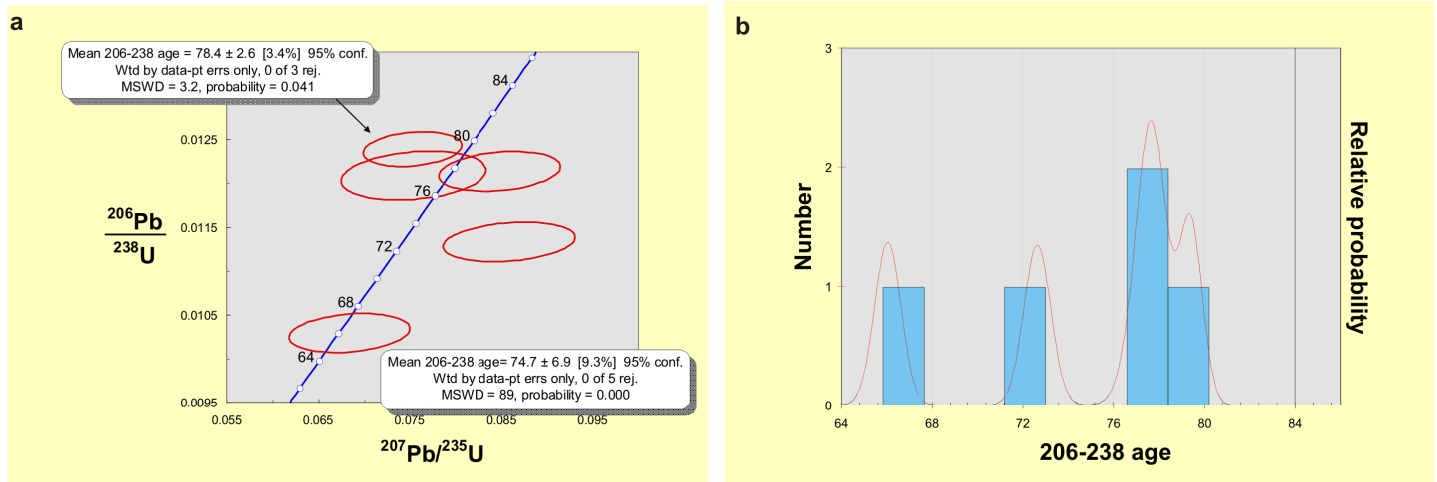 a
Mean 206-238 age = 78.4 ± 2.6 [3.4%] 95% conf.
Wtd by data-pt errs only, 0 of 3 rej.
MSWD = 3.2, probability = 0.041
84
80
76
72
68
64
0.0125
0.0115
0.0105
0.0095
206Pb
238U
Mean 206-238 age= 74.7 ± 6.9 [9.3%] 95% conf.
Wtd by data-pt errs only, 0 of 5 rej.
MSWD = 89, probability = 0.000
0.055 0.065 0.075 0.085 0.095
207Pb/235U
b
3
2
1
0
Number
Relative probability
64 68 72 76 80 84
206-238 age